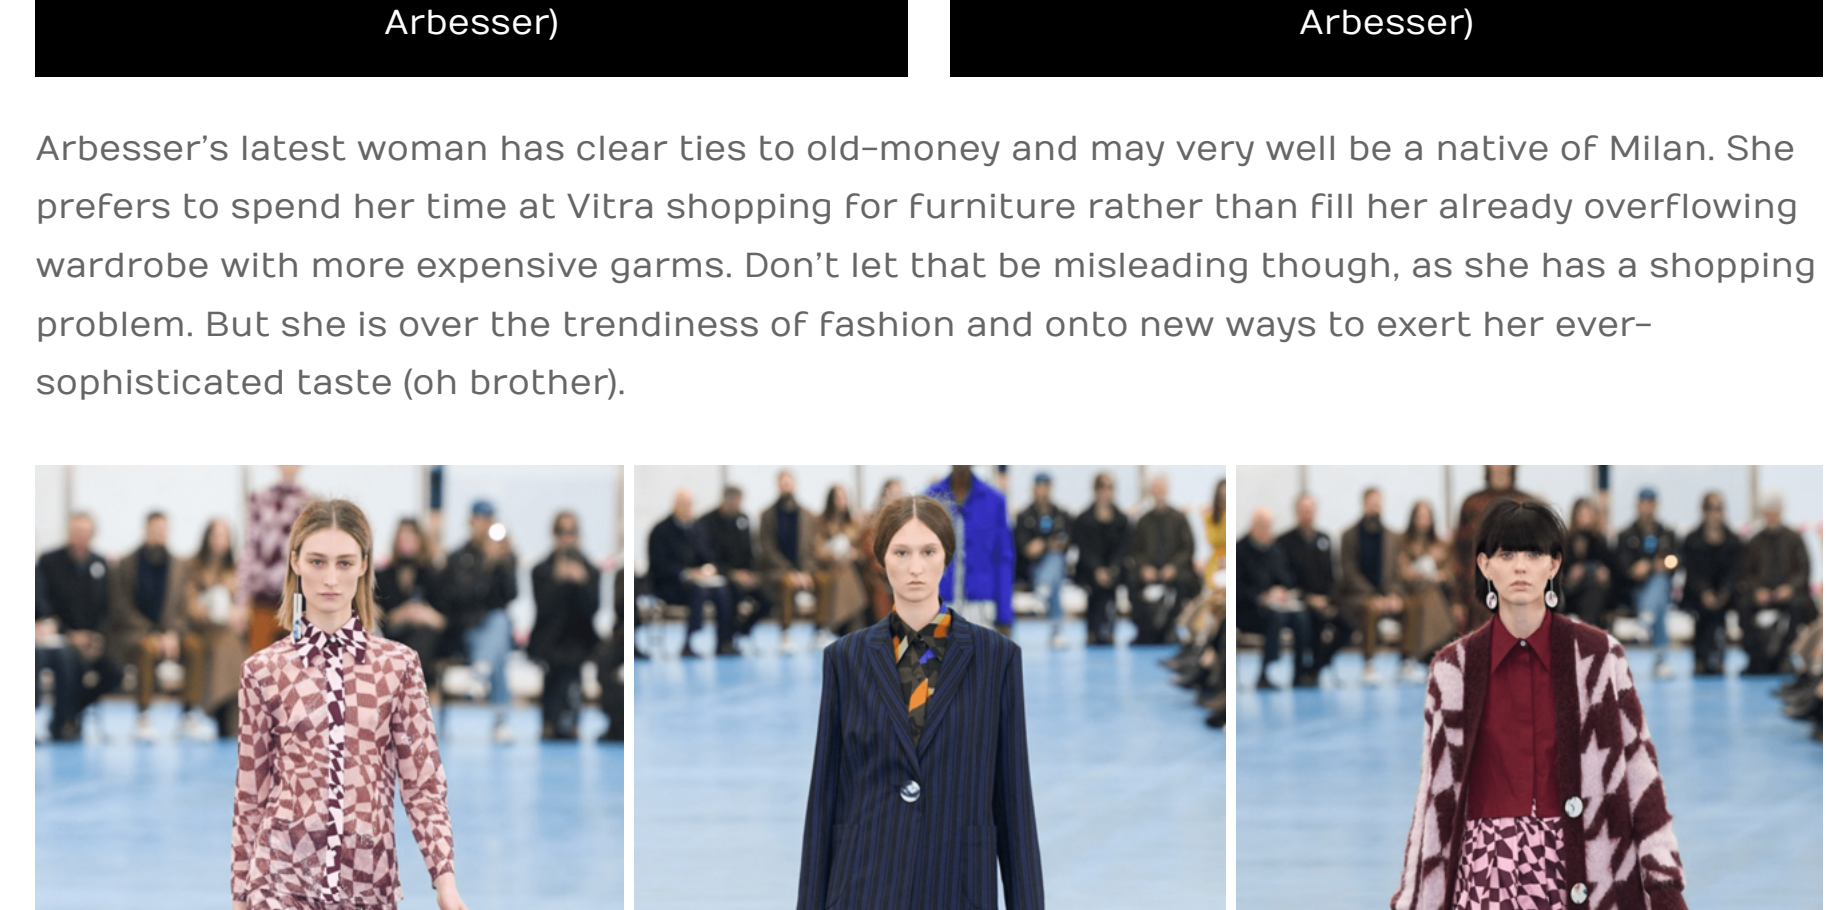 Arbesser)
Arbesser)
Arbesser’s latest woman has clear ties to old-money and may very well be a native of Milan. She
prefers to spend her time at Vitra shopping for furniture rather than fill her already overflowing
wardrobe with more expensive garms. Don’t let that be misleading though, as she has a shopping
problem. But she is over the trendiness of fashion and onto new ways to exert her ever-
sophisticated taste (oh brother).